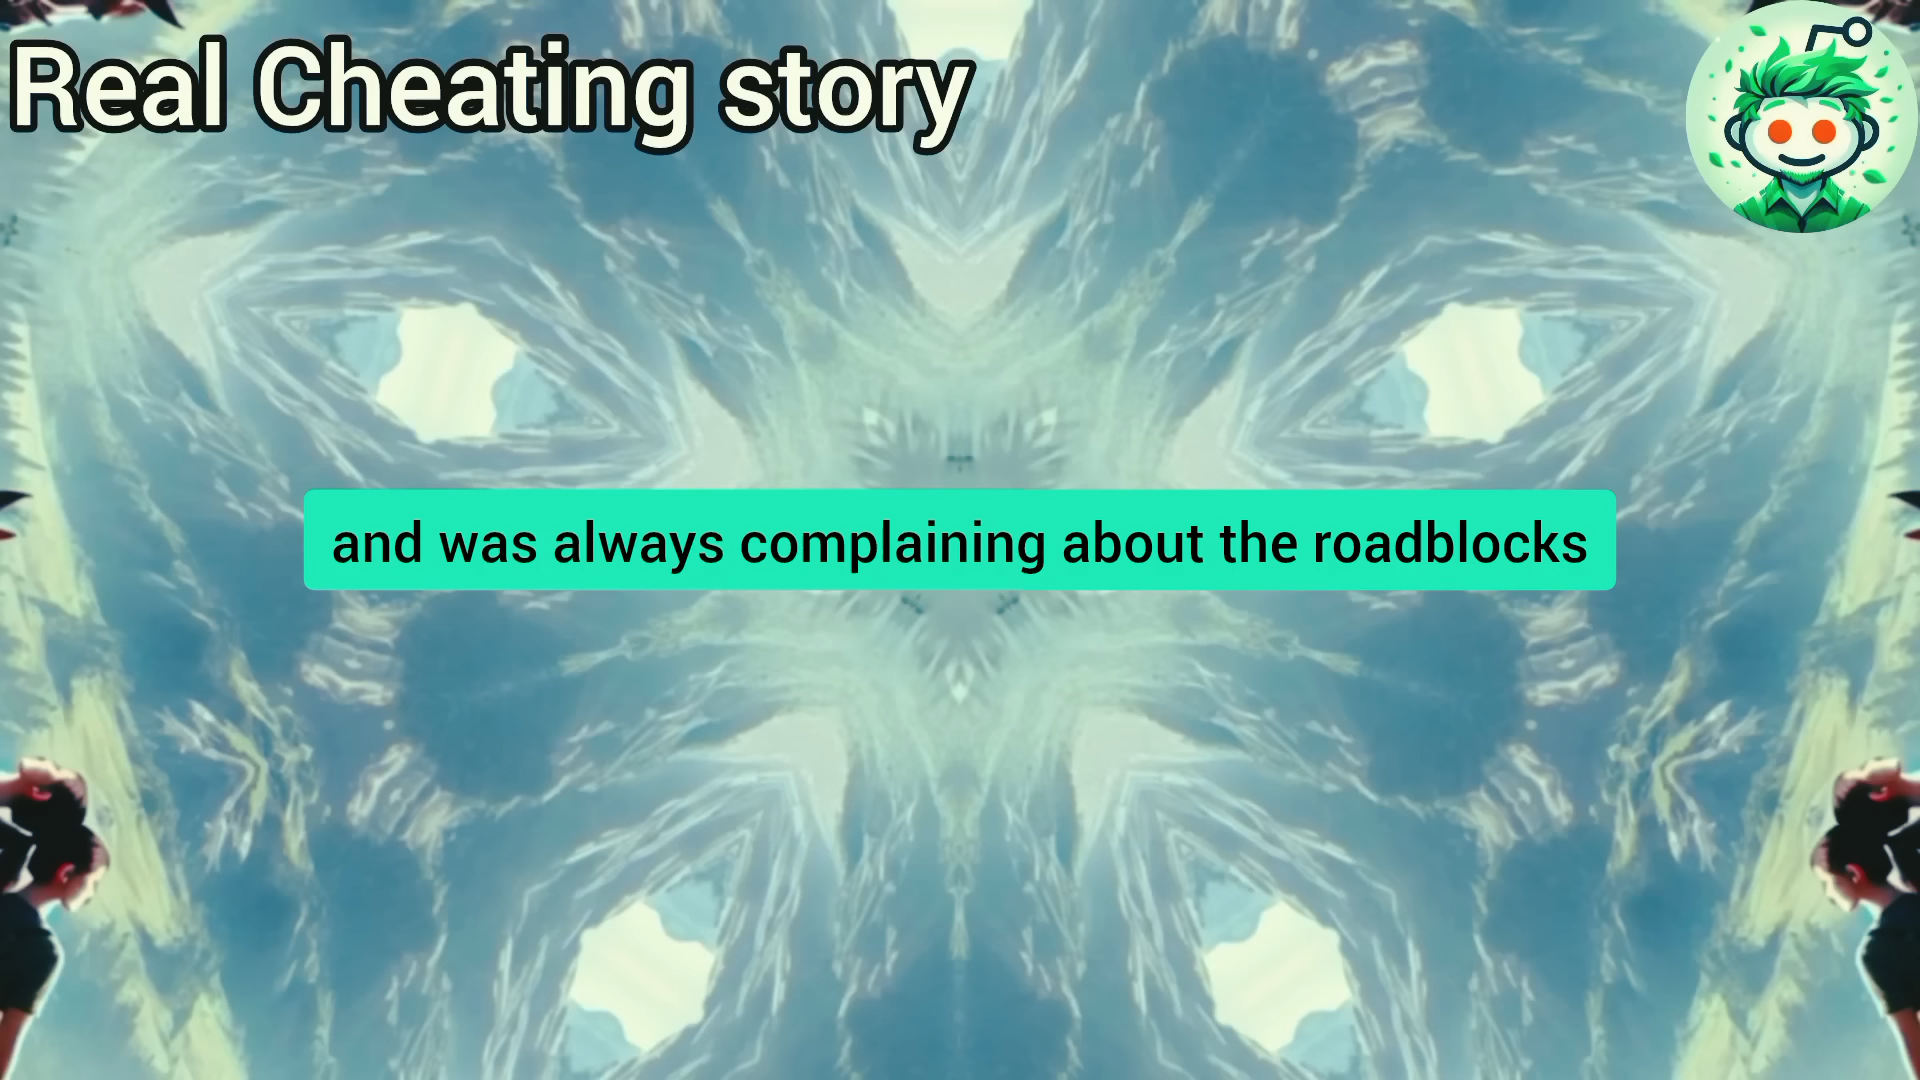 Real Cheating story
and was always complaining about the roadblocks